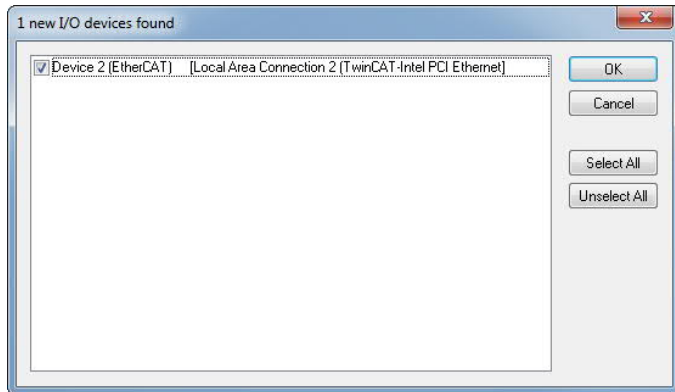 1 new I/O devices found
Device 2 (EtherCAT) [Local Area Connection 2 (TwinCAT-Intel PCI Ethernet]
OK
Cancel
Select All
Unselect All